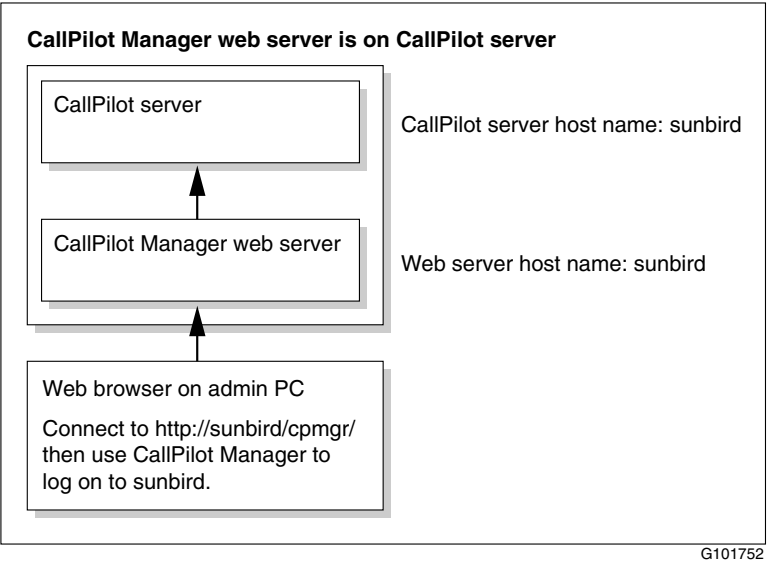 CallPilot Manager web server is on CallPilot server
CallPilot server
CallPilot server host name: sunbird
CallPilot Manager web server
Web server host name: sunbird
Web browser on admin PC
Connect to http://sunbird/cpmgr/
then use CallPilot Manager to
log on to sunbird.
G101752